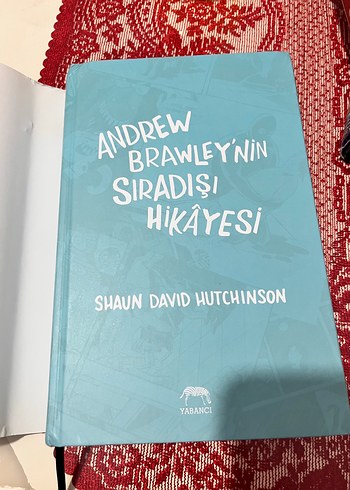 ANDREW
BRAWLEY'NİN
SIRADIŞI
HİKÂYESİ
SHAUN DAVID HUTCHINSON
YABANCI